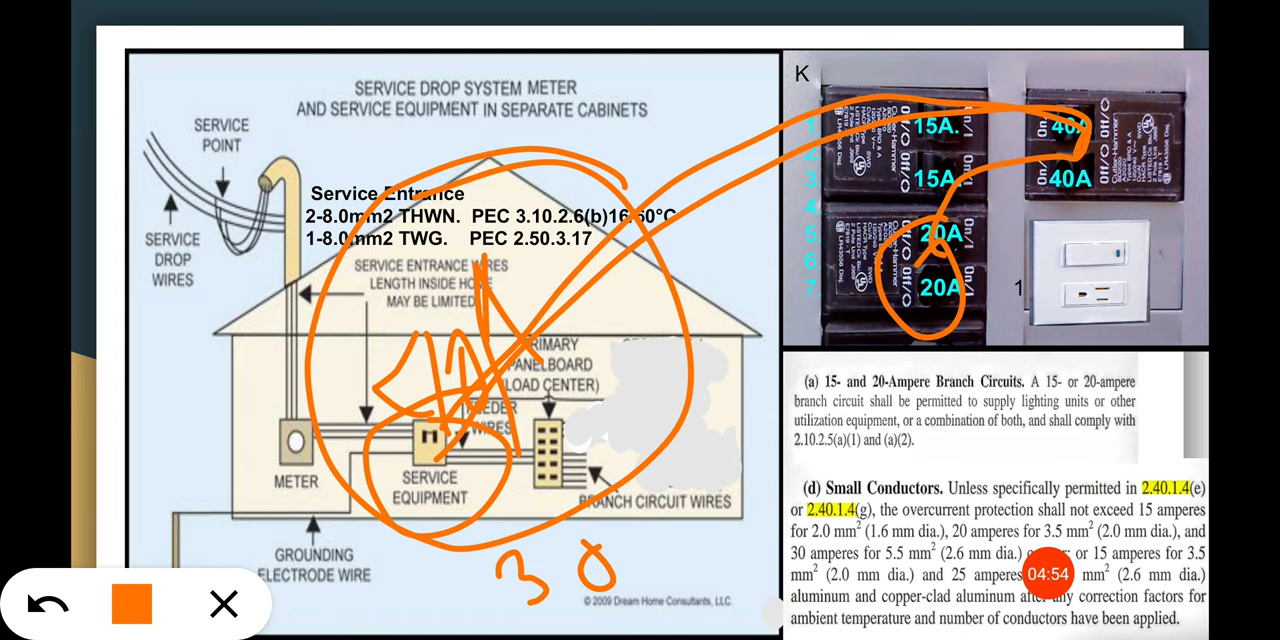 SERVICE DROP SYSTEM METER
AND SERVICE EQUIPMENT IN SEPARATE CABINETS
SERVICE
POINT
Service Entrance
2-8.0mm2 THWN. PEC 3.10.2.6(b)16/60°C
1-8.0mm2 TWG. PEC 2.50.3.17
SERVICE
DROP
WIRES
SERVICE ENTRANCE WIRES
LENGTH INSIDE HOME
MAY BE LIMITED
PRIMARY
PANELBOARD
(LOAD CENTER)
FEEDER
WIRES
METER
SERVICE
EQUIPMENT
BRANCH CIRCUIT WIRES
GROUNDING
ELECTRODE WIRE
30
© 2009 Dream Home Consultants, LLC.
K
1. 15A.
2.
3. 15A
4.
5. 20A
6.
7. 20A
40A
40A
On/I
Off/O
Cutler-Hammer
1
(a) 15- and 20-Ampere Branch Circuits. A 15- or 20-ampere
branch circuit shall be permitted to supply lighting units or other
utilization equipment, or a combination of both, and shall comply with
2.10.2.5(a)(1) and (a)(2).
(d) Small Conductors. Unless specifically permitted in 2.40.1.4(e)
or 2.40.1.4(g), the overcurrent protection shall not exceed 15 amperes
for 2.0 mm² (1.6 mm dia.), 20 amperes for 3.5 mm² (2.0 mm dia.), and
30 amperes for 5.5 mm² (2.6 mm dia.) or 15 amperes for 3.5
mm² (2.0 mm dia.) and 25 amperes mm² (2.6 mm dia.)
aluminum and copper-clad aluminum after any correction factors for
ambient temperature and number of conductors have been applied.
04:54